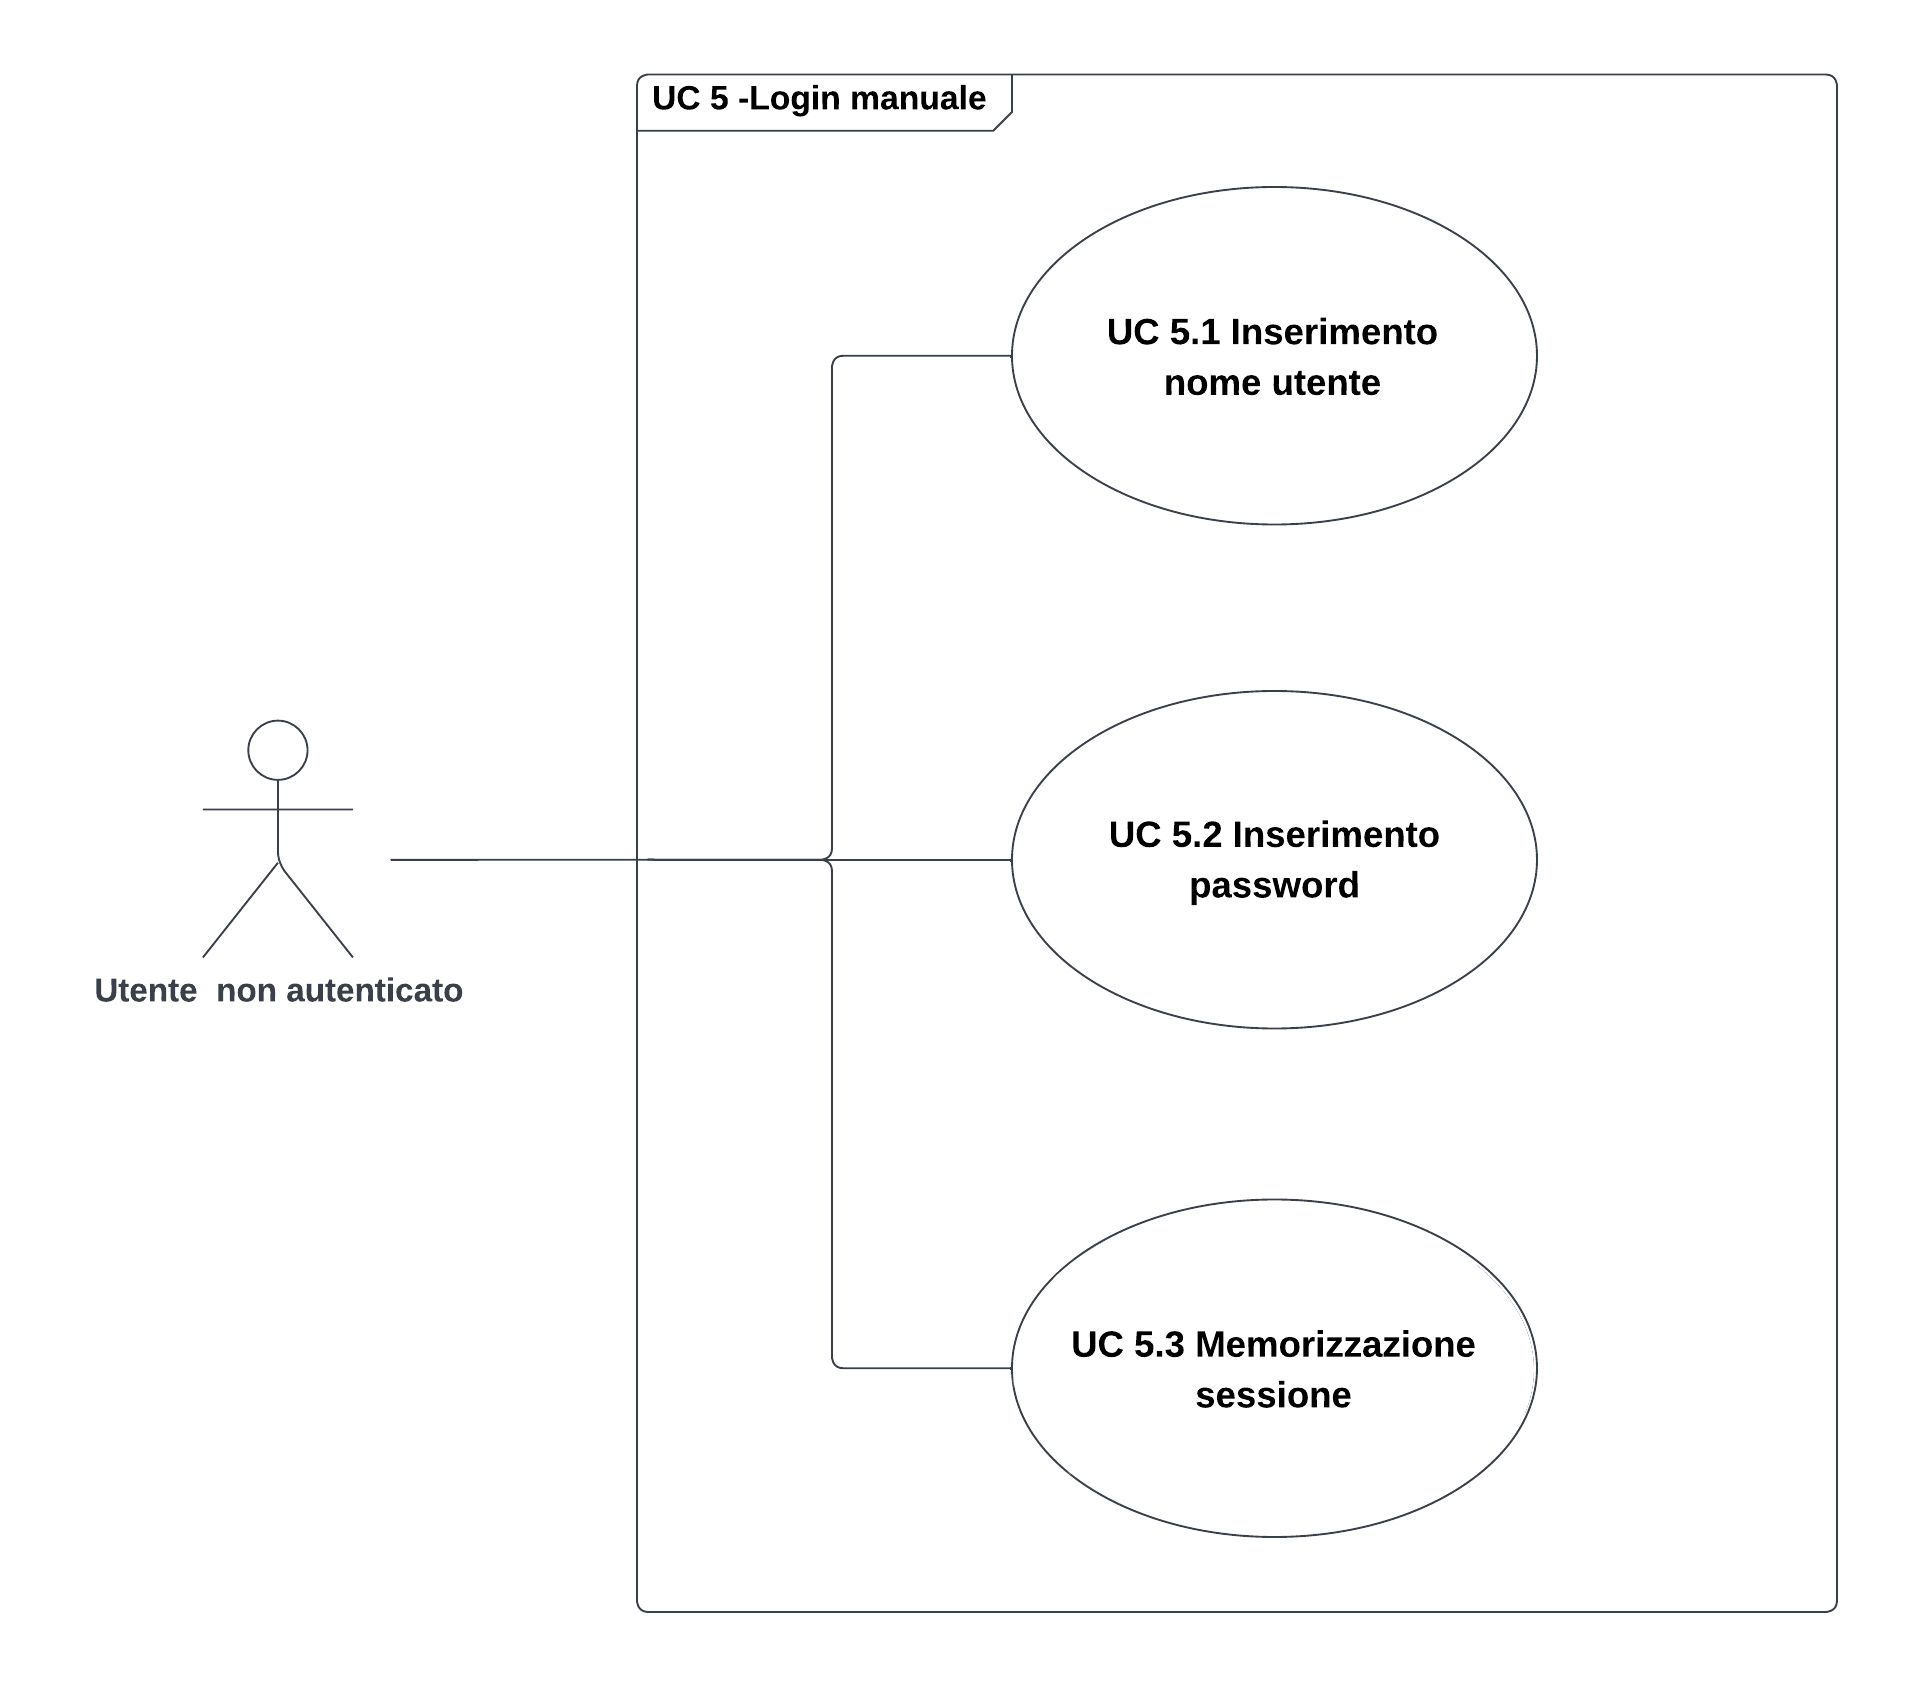 UC 5 -Login manuale
UC 5.1 Inserimento
nome utente
UC 5.2 Inserimento
password
Utente  non autenticato
UC 5.3 Memorizzazione
sessione